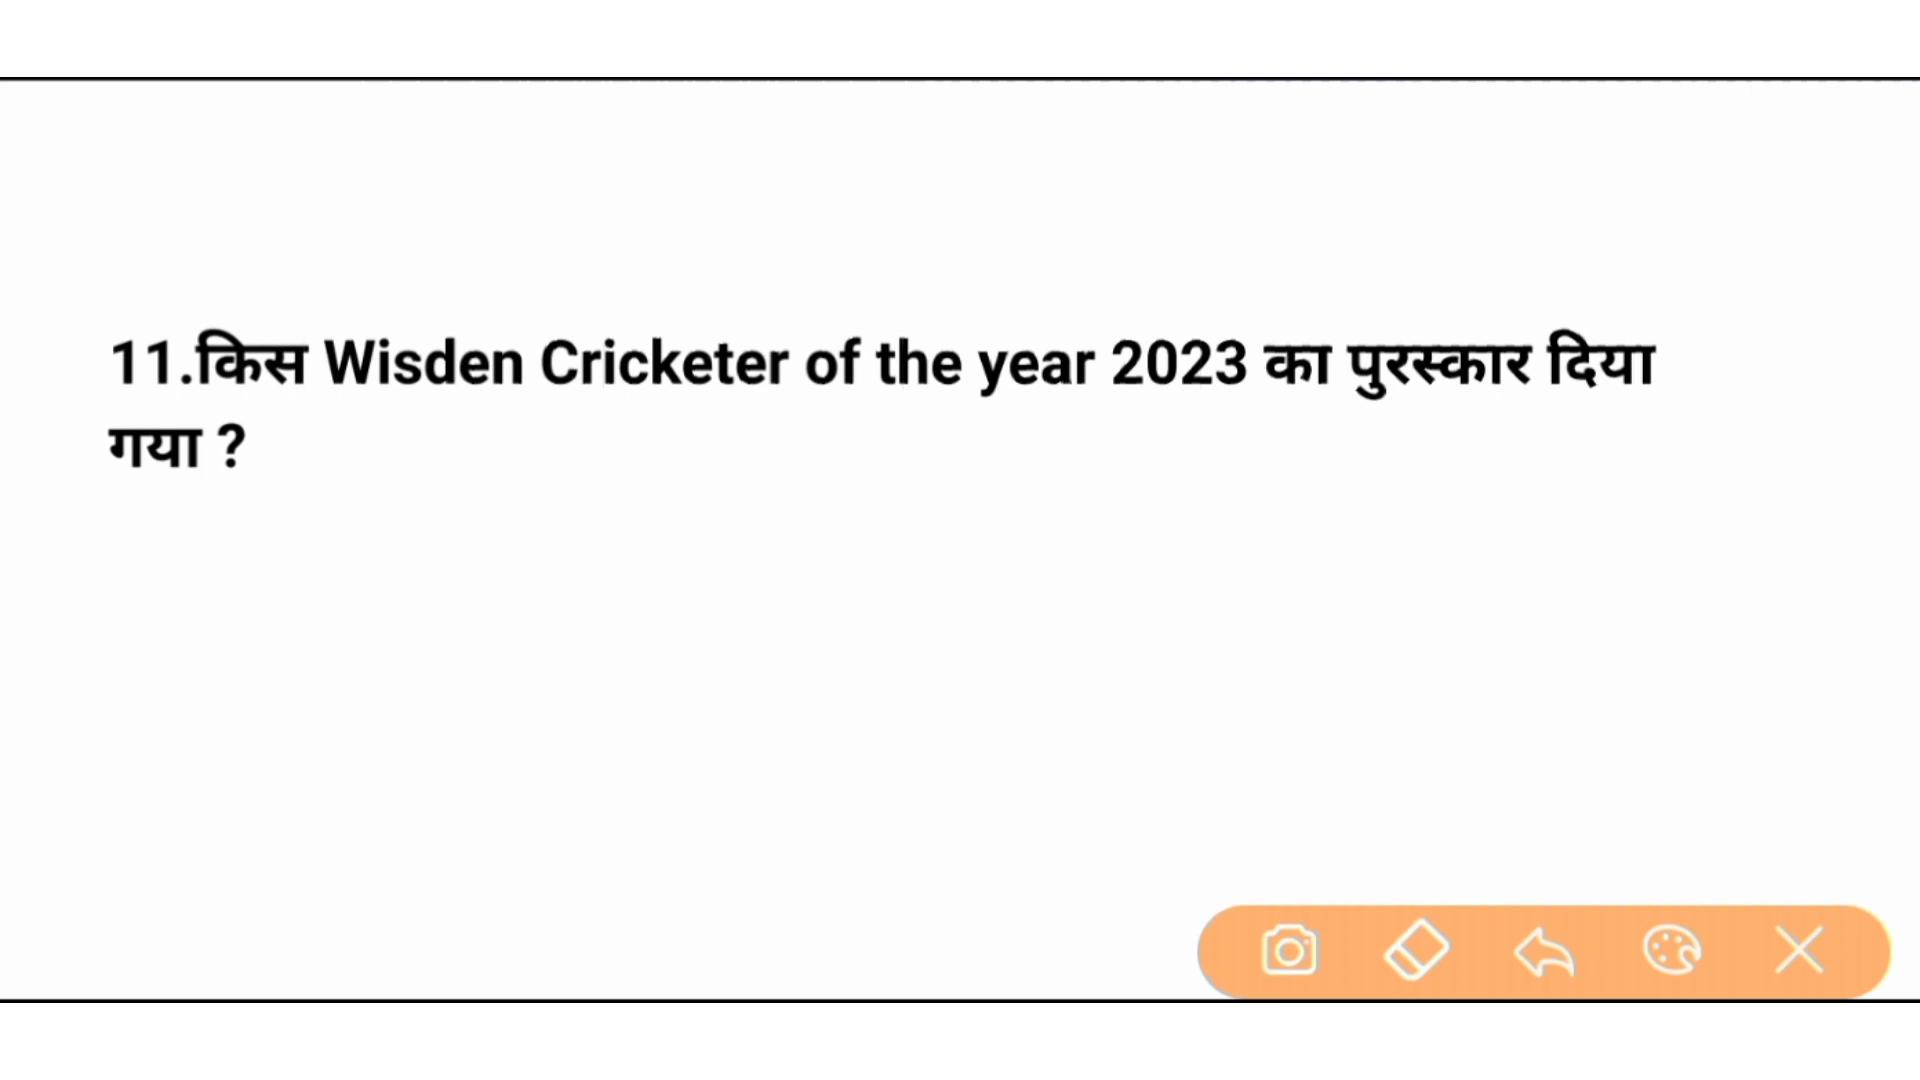 11.किस Wisden Cricketer of the year 2023 का पुरस्कार दिया
गया ?